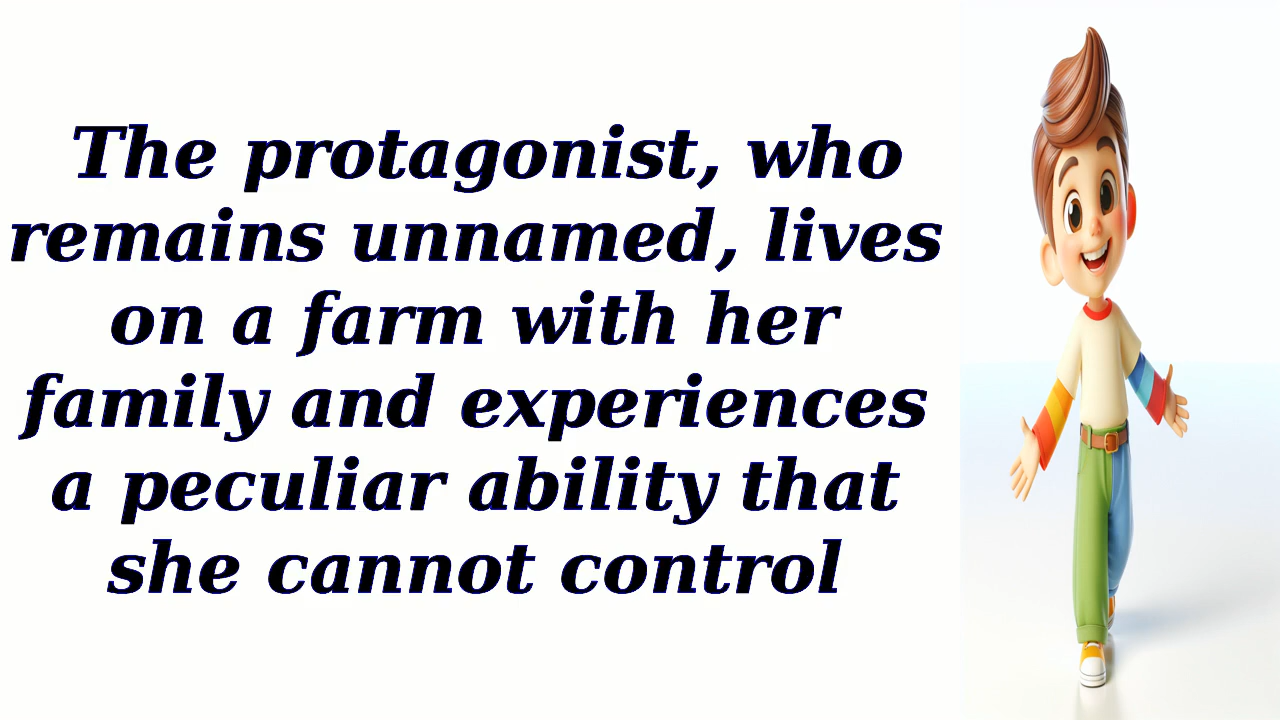 The protagonist, who
remains unnamed, lives
on a farm with her
family and experiences
a peculiar ability that
she cannot control